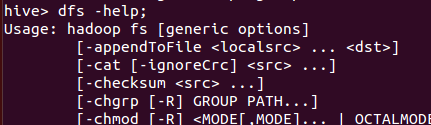 hive> dfs -help;
Usage: hadoop fs [generic options]
[-appendToFile <localsrc> ... <dst>]
[-cat [-ignoreCrc] <src> ...]
[-checksum <src> ...]
[-chgrp [-R] GROUP PATH...]
[-chmod [-R] <MODE[,MODE]... | OCTALMODE